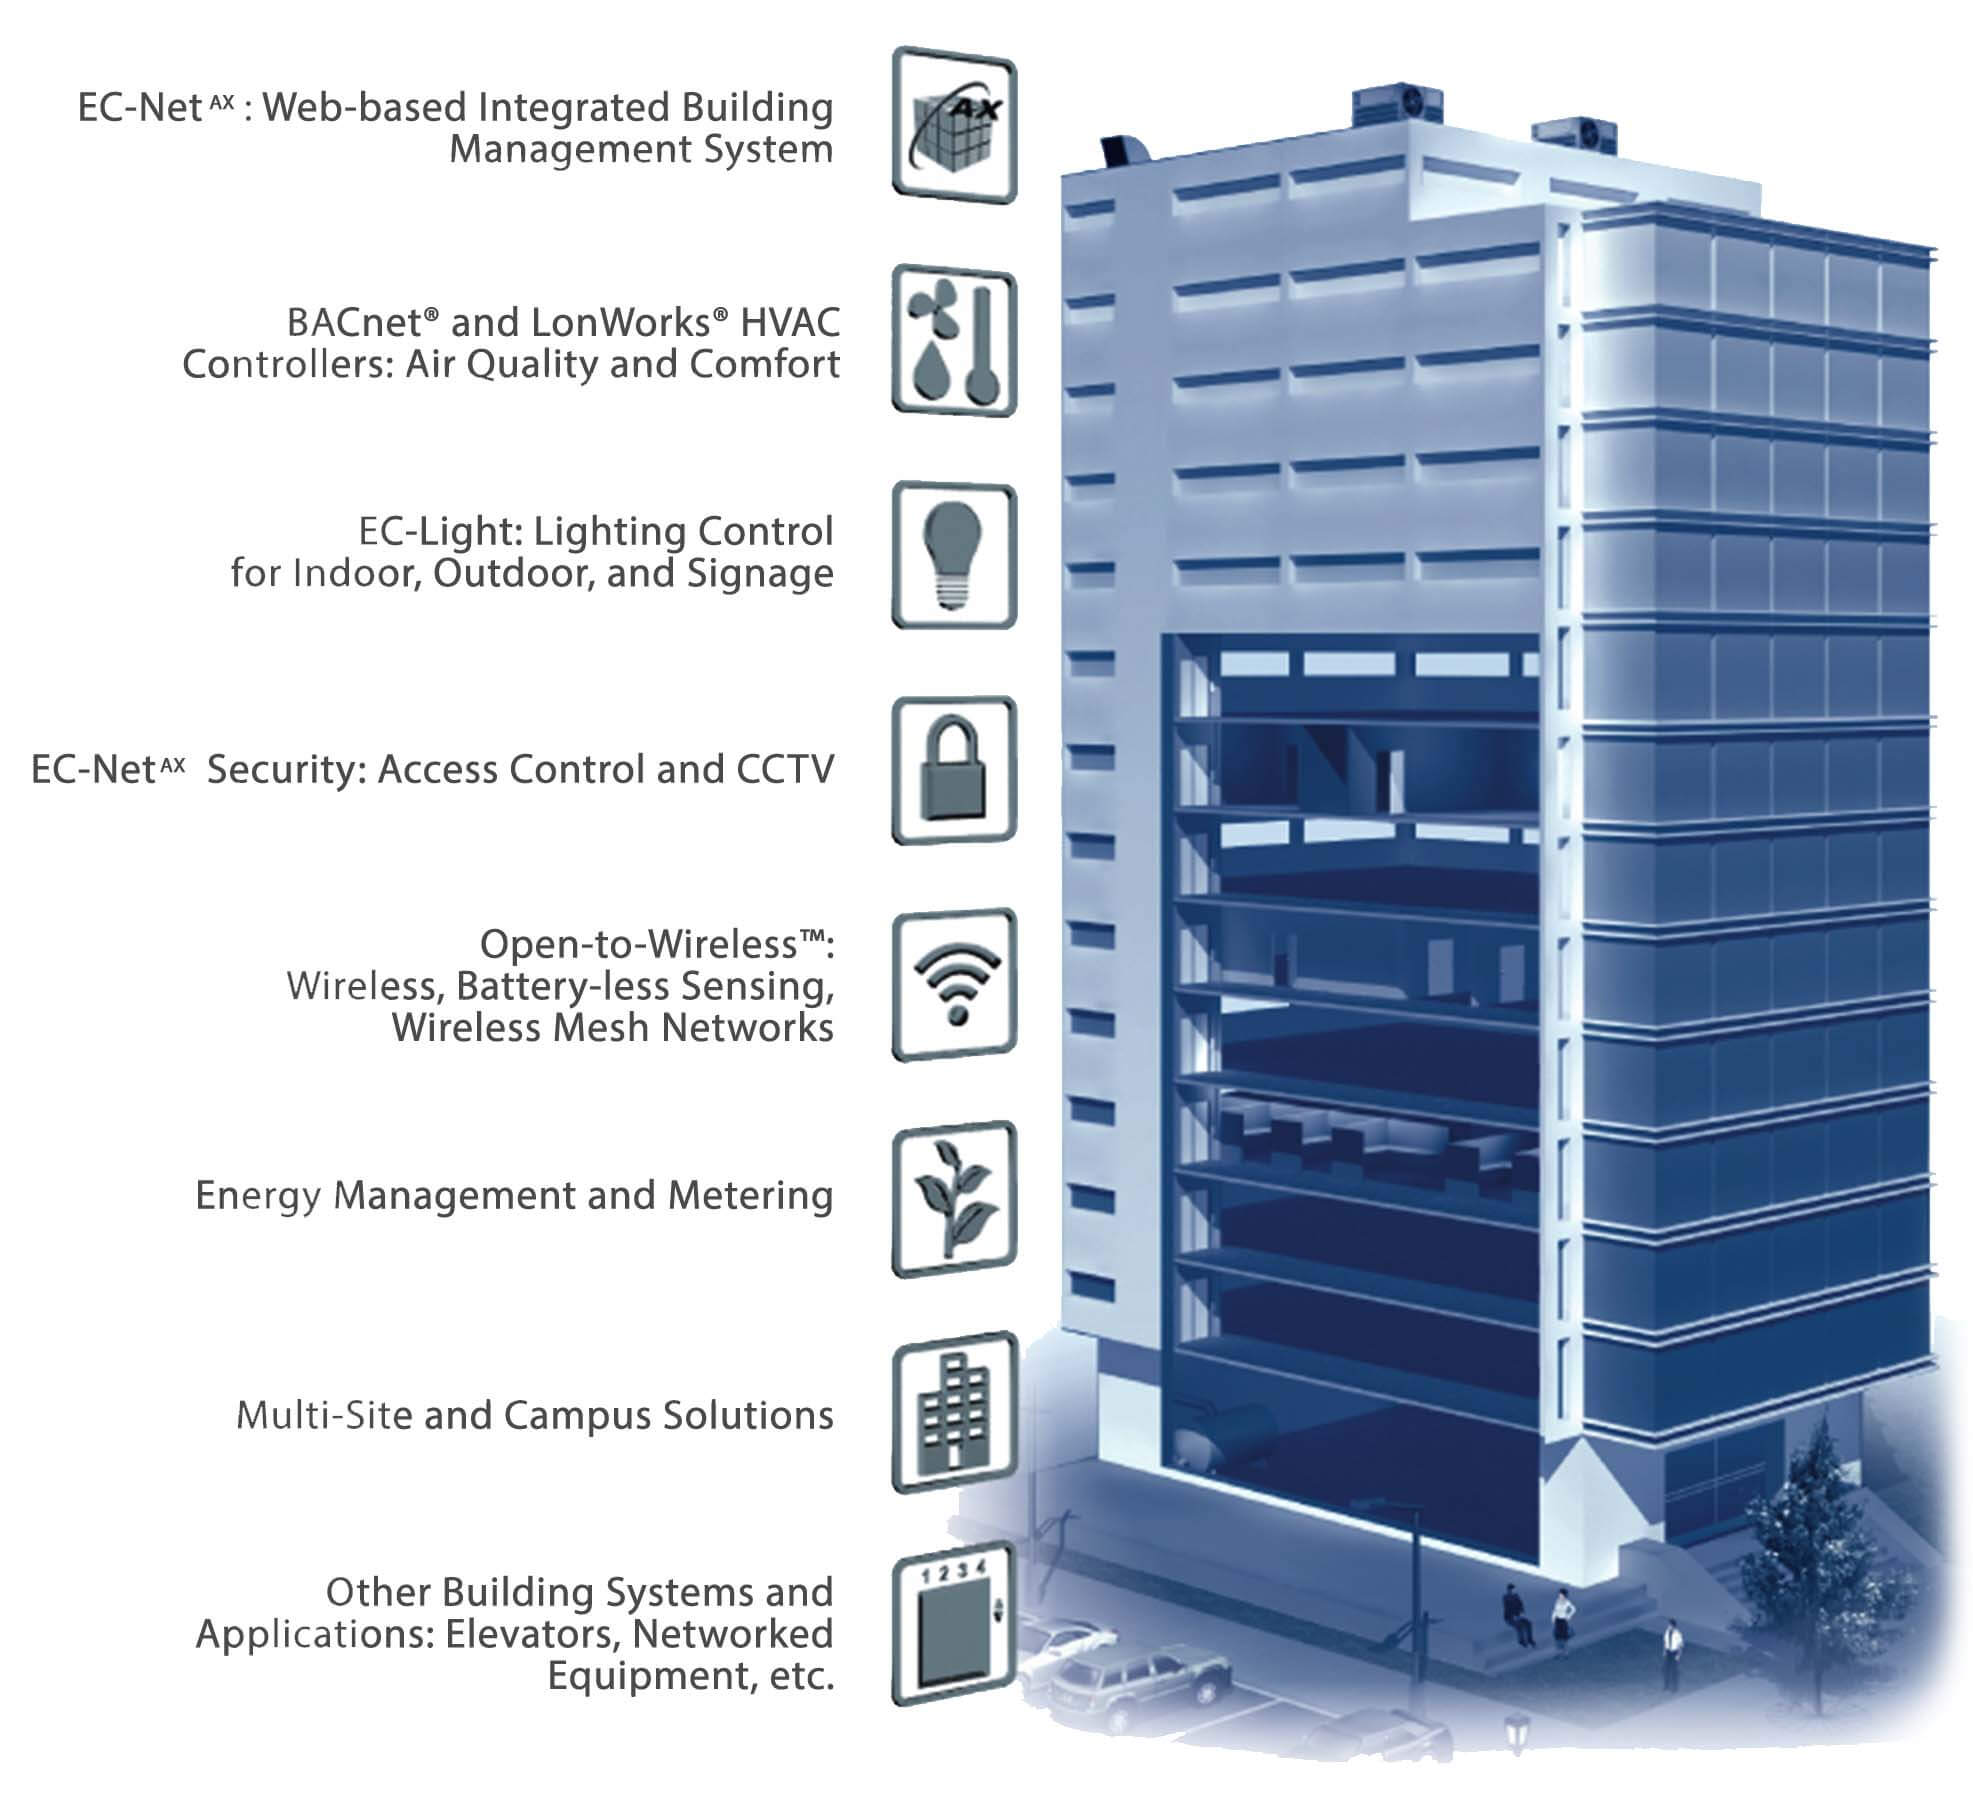 EC-Net AX : Web-based Integrated Building
Management System
AX
BACnet® and LonWorks® HVAC
Controllers: Air Quality and Comfort
EC-Light: Lighting Control
for Indoor, Outdoor, and Signage
EC-Net AX Security: Access Control and CCTV
Open-to-Wireless™:
Wireless, Battery-less Sensing,
Wireless Mesh Networks
Energy Management and Metering
Multi-Site and Campus Solutions
1 2 3 4
Other Building Systems and
Applications: Elevators, Networked
Equipment, etc.